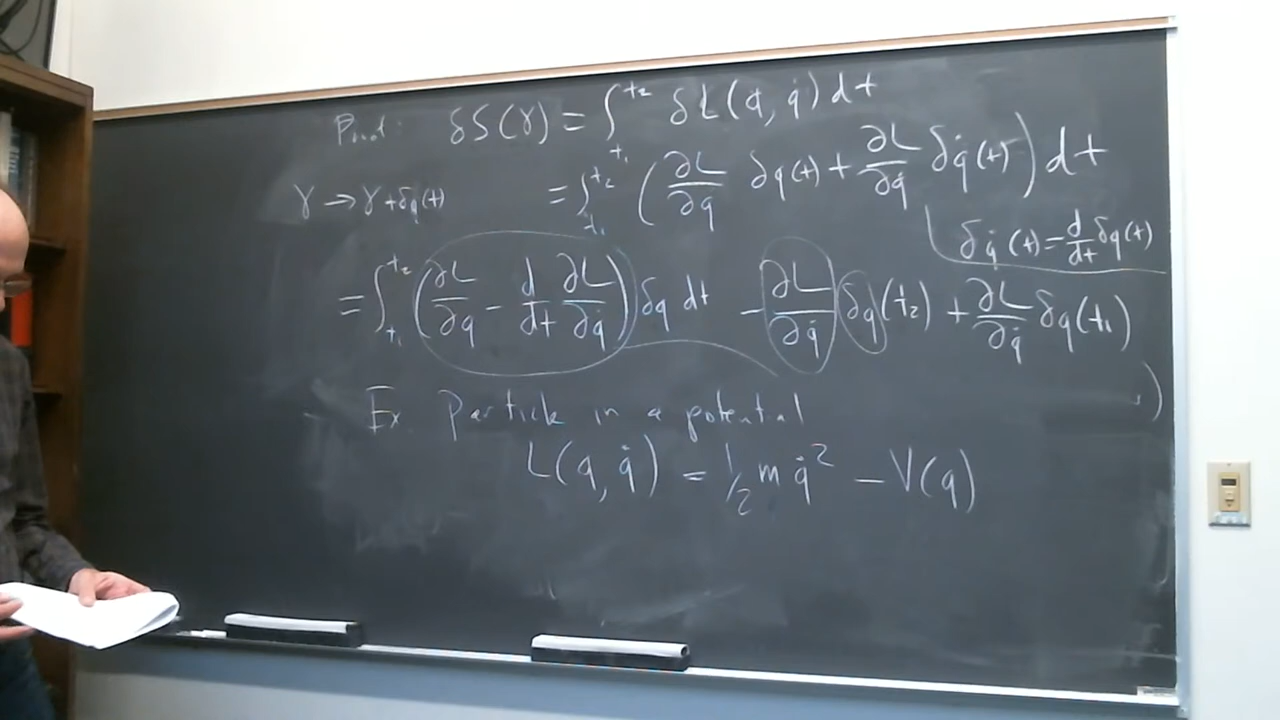 Proof: δS(γ) = ∫_{t₁}^{t₂} δL(q, q̇) dt
γ → γ + δq(t) = ∫_{t₁}^{t₂} (∂L/∂q δq(t) + ∂L/∂q̇ δq̇(t)) dt
δq̇(t) = d/dt δq(t)
= ∫_{t₁}^{t₂} (∂L/∂q − d/dt ∂L/∂q̇) δq dt − ∂L/∂q̇ δq(t₂) + ∂L/∂q̇ δq(t₁)
Ex Particle in a potential
L(q, q̇) = 1/2 m q̇² − V(q)